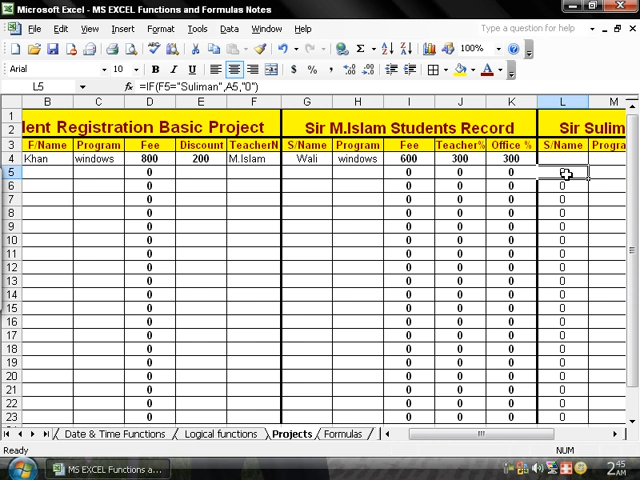 Microsoft Excel - MS EXCEL Functions and Formulas Notes
File Edit View Insert Format Tools Data Window Help Adobe PDF
Type a question for help
100%
Arial 10 B I U $ % ,
L5 =IF(F5="Suliman",A5,"0")
B C D E F G H I J K L M
1
2 lent Registration Basic Project Sir M.Islam Students Record Sir Sulim
3 F/Name Program Fee Discount TeacherN S/Name Program Fee Teacher% Office % S/Name Progra
4 Khan windows 800 200 M.Islam Wali windows 600 300 300
5 0 0 0 0
6 0 0 0 0 0
7 0 0 0 0 0
8 0 0 0 0 0
9 0 0 0 0 0
10 0 0 0 0 0
11 0 0 0 0 0
12 0 0 0 0 0
13 0 0 0 0 0
14 0 0 0 0 0
15 0 0 0 0 0
16 0 0 0 0 0
17 0 0 0 0 0
18 0 0 0 0 0
19 0 0 0 0 0
20 0 0 0 0 0
21 0 0 0 0 0
22 0 0 0 0 0
23 0 0 0 0 0
Date & Time Functions Logical functions Projects Formulas
Ready NUM
MS EXCEL Functions a... 2:45 AM